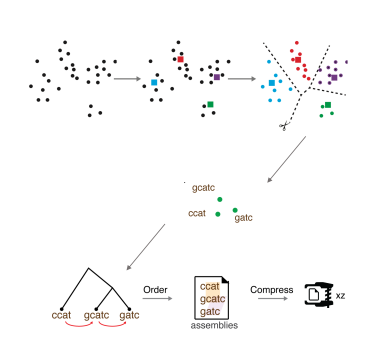 gcatc
ccat
gatc
Order
Compress
ccat
gcatc
gatc
xz
ccat gcatc gatc
assemblies